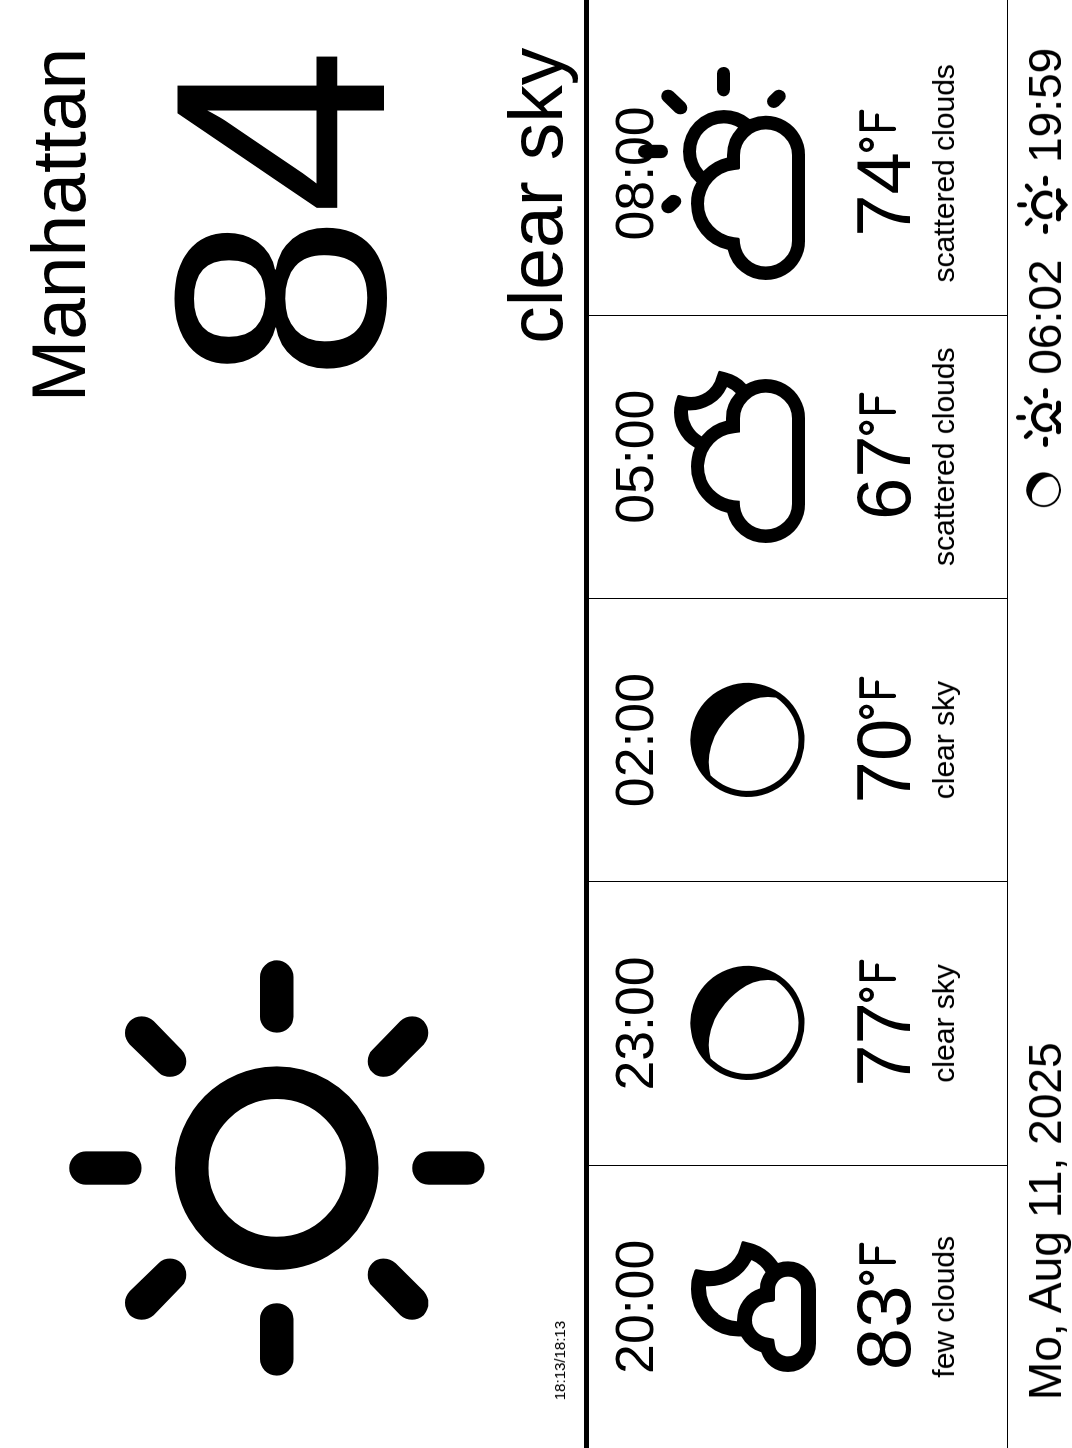 Manhattan
84
clear sky
18:13/18:13
20:00
83°F
few clouds
23:00
77°F
clear sky
02:00
70°F
clear sky
05:00
67°F
scattered clouds
08:00
74°F
scattered clouds
Mo, Aug 11, 2025
06:02
19:59